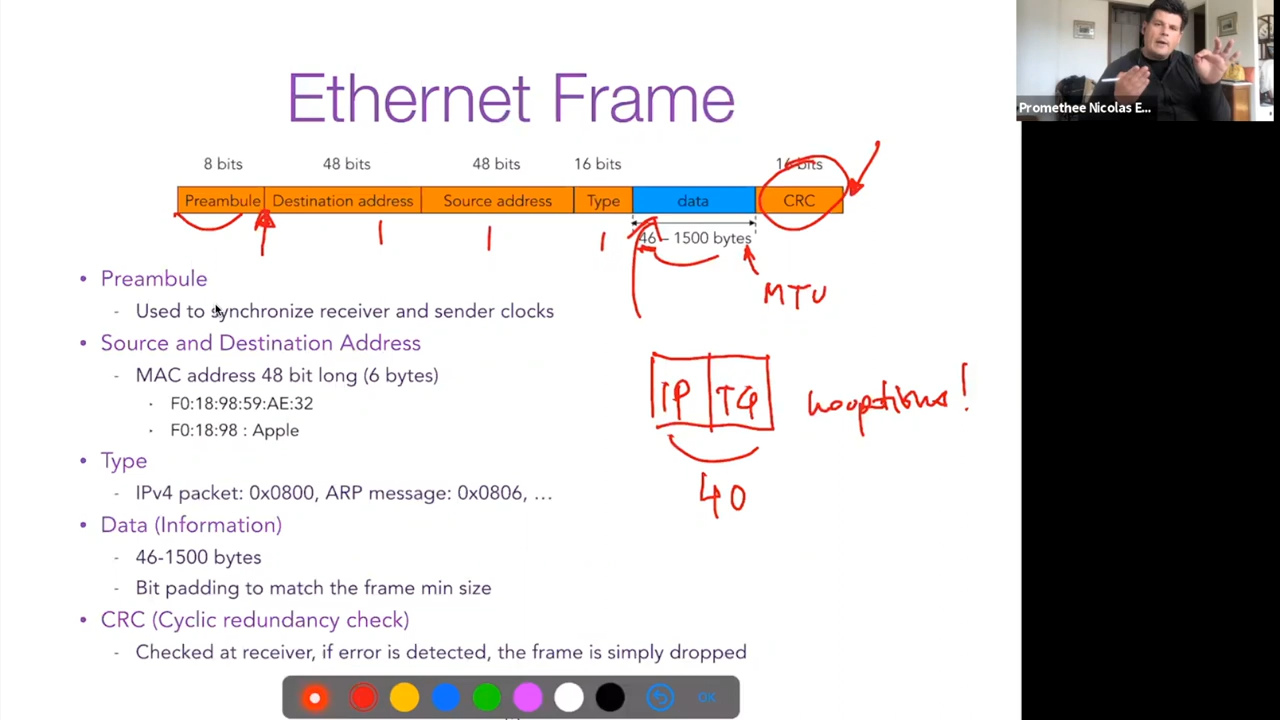 Ethernet Frame
Promethee Nicolas E...
8 bits 48 bits 48 bits 16 bits 16 bits
Preambule Destination address Source address Type data CRC
46 – 1500 bytes
MTU
• Preambule
- Used to synchronize receiver and sender clocks
• Source and Destination Address
- MAC address 48 bit long (6 bytes)
· F0:18:98:59:AE:32
· F0:18:98 : Apple
IP TCP no options!
40
• Type
- IPv4 packet: 0x0800, ARP message: 0x0806, ...
• Data (Information)
- 46-1500 bytes
- Bit padding to match the frame min size
• CRC (Cyclic redundancy check)
- Checked at receiver, if error is detected, the frame is simply dropped
OK